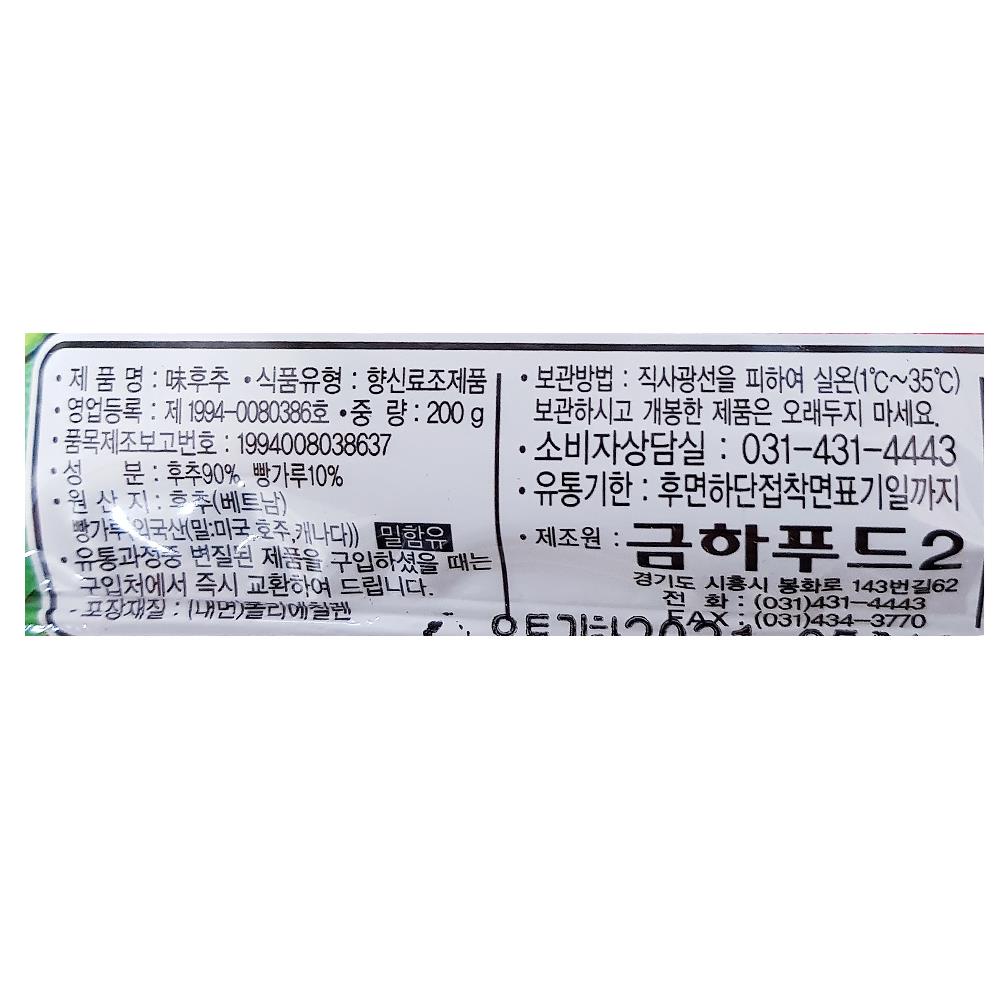 · 제 품 명 : 味후추 · 식품유형 : 향신료조제품
· 영업등록 : 제 1994-0080386호 · 중 량 : 200 g
· 품목제조보고번호 : 1994008038637
· 성 분 : 후추90%, 빵가루10%
· 원 산 지 : 후추(베트남)
빵가루(외국산(밀:미국,호주,캐나다)) 밀함유
· 유통과정중 변질된 제품을 구입하셨을 때는
구입처에서 즉시 교환하여 드립니다.
- 포장재질 : (내면)폴리에틸렌
· 보관방법 : 직사광선을 피하여 실온(1℃~35℃)
보관하시고 개봉한 제품은 오래두지 마세요.
· 소비자상담실 : 031-431-4443
· 유통기한 : 후면하단접착면표기일까지
· 제조원 : 금하푸드2
경기도 시흥시 봉화로 143번길62
전 화 : (031)431-4443
FAX : (031)434-3770